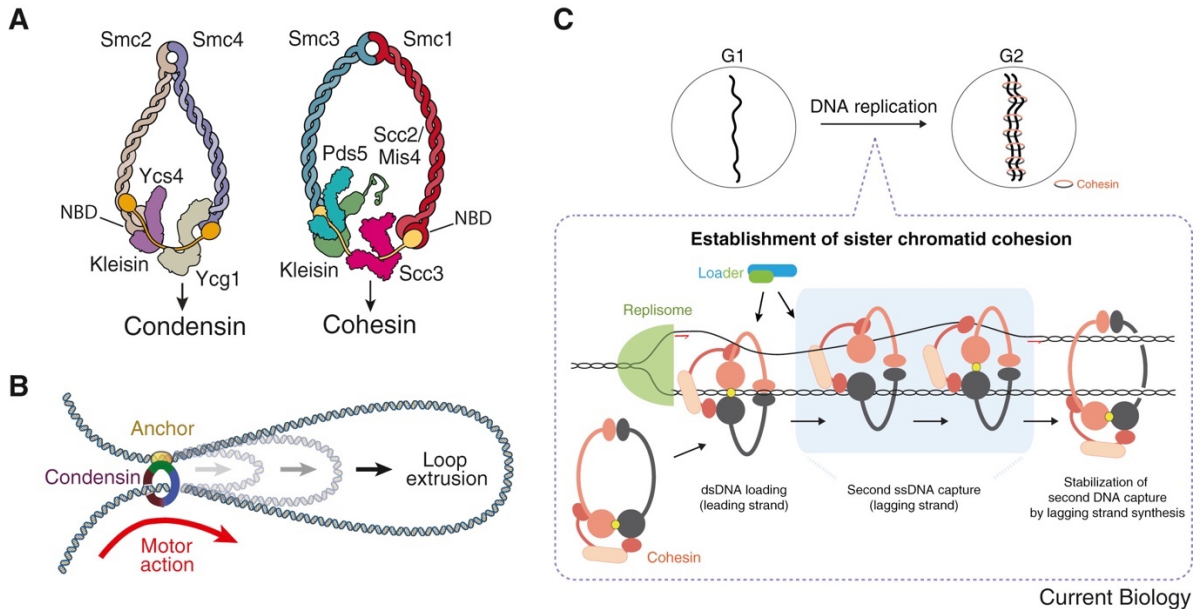 A
Smc2
Smc4
Ycs4
NBD
Kleisin
Ycg1
Condensin
Smc3
Smc1
Scc2/
Mis4
Pds5
NBD
Kleisin
Scc3
Cohesin
B
Anchor
Condensin
Loop
extrusion
Motor
action
C
G1
DNA replication
G2
Cohesin
Establishment of sister chromatid cohesion
Loader
Replisome
dsDNA loading
(leading strand)
Second ssDNA capture
(lagging strand)
Stabilization of
second DNA capture
by lagging strand synthesis
Cohesin
Current Biology